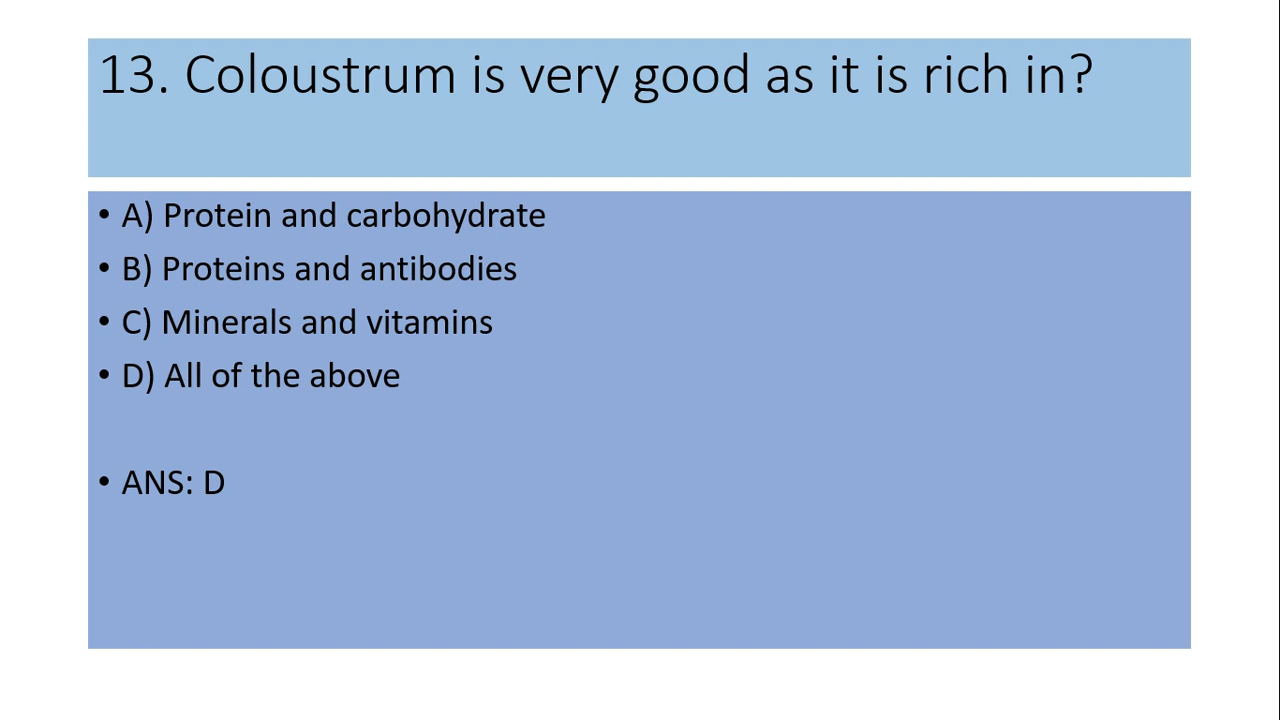 13. Coloustrum is very good as it is rich in?
• A) Protein and carbohydrate
• B) Proteins and antibodies
• C) Minerals and vitamins
• D) All of the above
• ANS: D